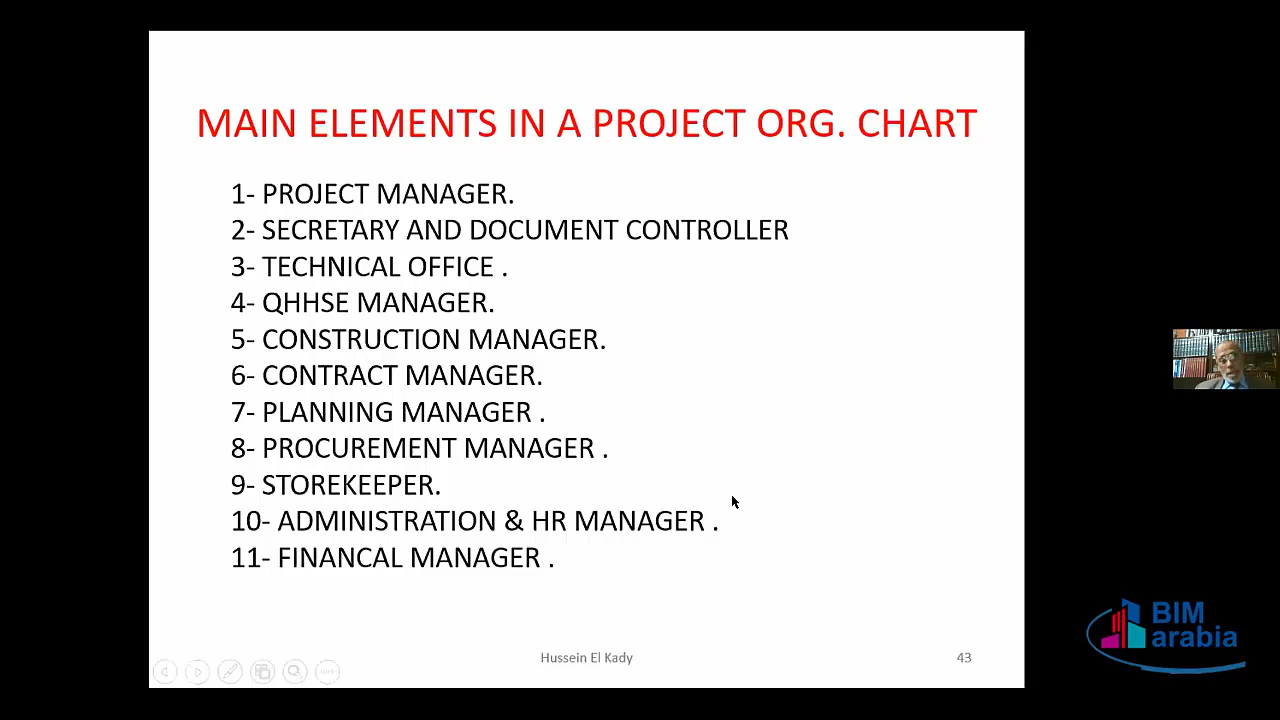 MAIN ELEMENTS IN A PROJECT ORG. CHART
1- PROJECT MANAGER.
2- SECRETARY AND DOCUMENT CONTROLLER
3- TECHNICAL OFFICE .
4- QHHSE MANAGER.
5- CONSTRUCTION MANAGER.
6- CONTRACT MANAGER.
7- PLANNING MANAGER .
8- PROCUREMENT MANAGER .
9- STOREKEEPER.
10- ADMINISTRATION & HR MANAGER .
11- FINANCAL MANAGER .
Hussein El Kady
43
BIM
arabia